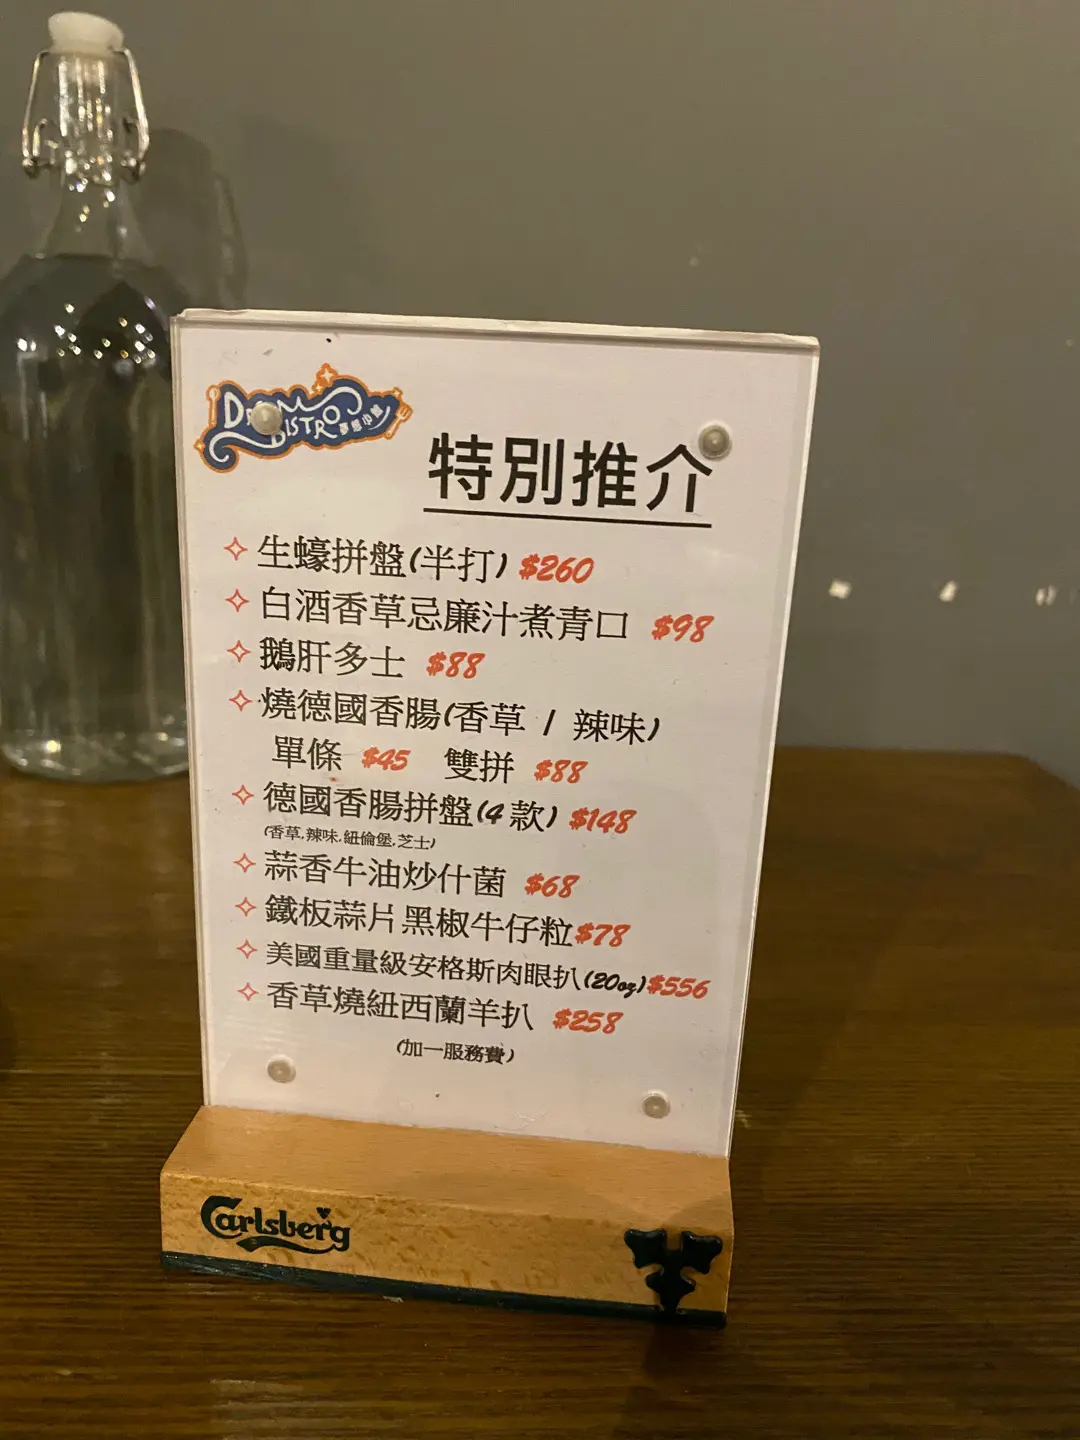 DREAM
BISTRO
夢想小館
特別推介
生蠔拼盤(半打) $260
白酒香草忌廉汁煮青口 $98
鵝肝多士 $88
燒德國香腸(香草 / 辣味)
單條 $45 雙拼 $88
德國香腸拼盤(4款) $148
(香草,辣味,紐倫堡,芝士)
蒜香牛油炒什菌 $68
鐵板蒜片黑椒牛仔粒$78
美國重量級安格斯肉眼扒(20oz)$556
香草燒紐西蘭羊扒 $258
(加一服務費)
Carlsberg